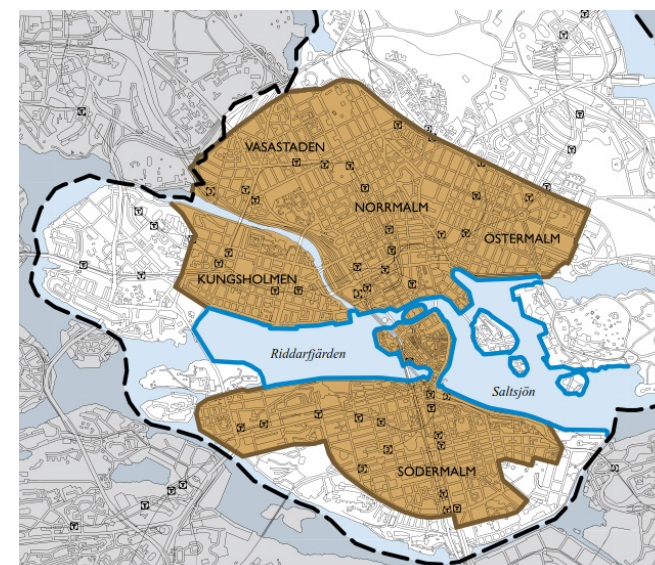 VASASTADEN
NORRMALM
ÖSTERMALM
KUNGSHOLMEN
Riddarfjärden
Saltsjön
SÖDERMALM